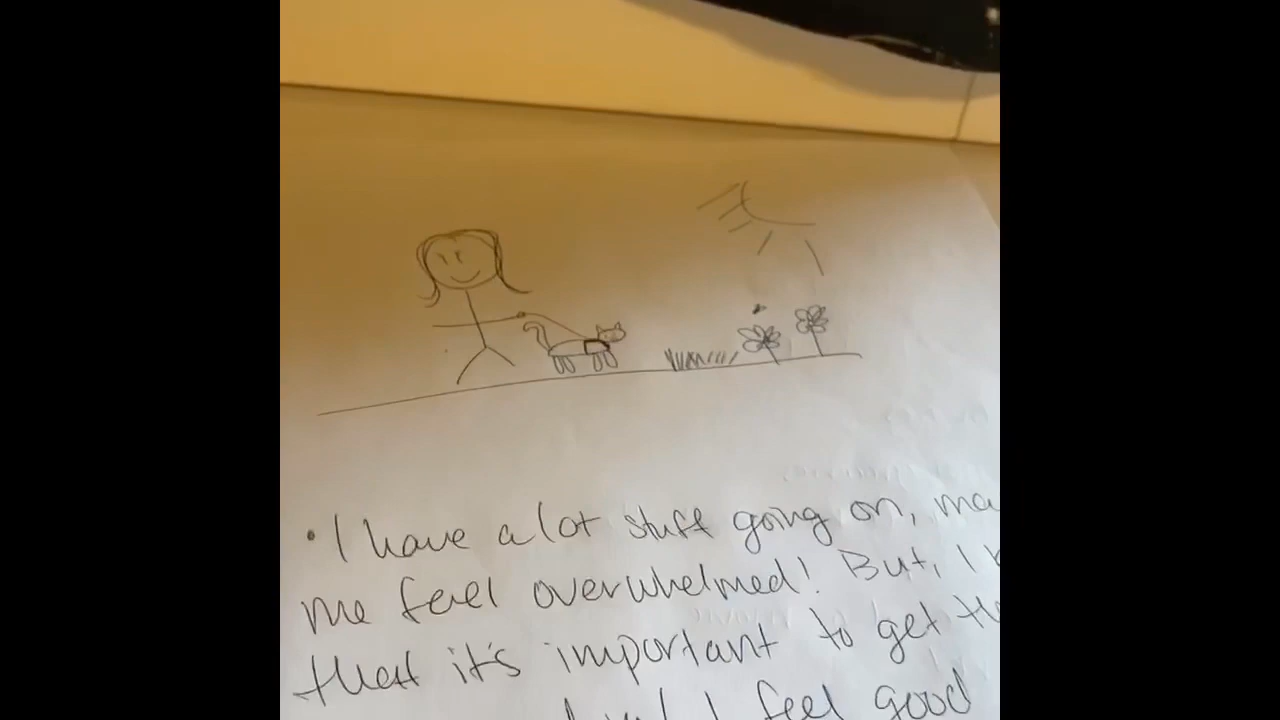 • I have a lot stuff going on, ma
me feel overwhelmed! But, I
that it's important to get th
I feel good